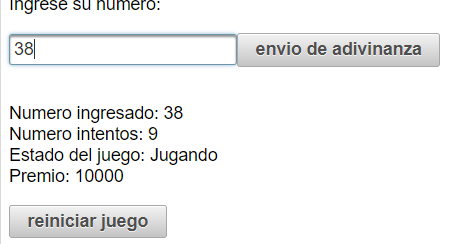 Ingrese su numero:
38 envio de adivinanza
Numero ingresado: 38
Numero intentos: 9
Estado del juego: Jugando
Premio: 10000
reiniciar juego